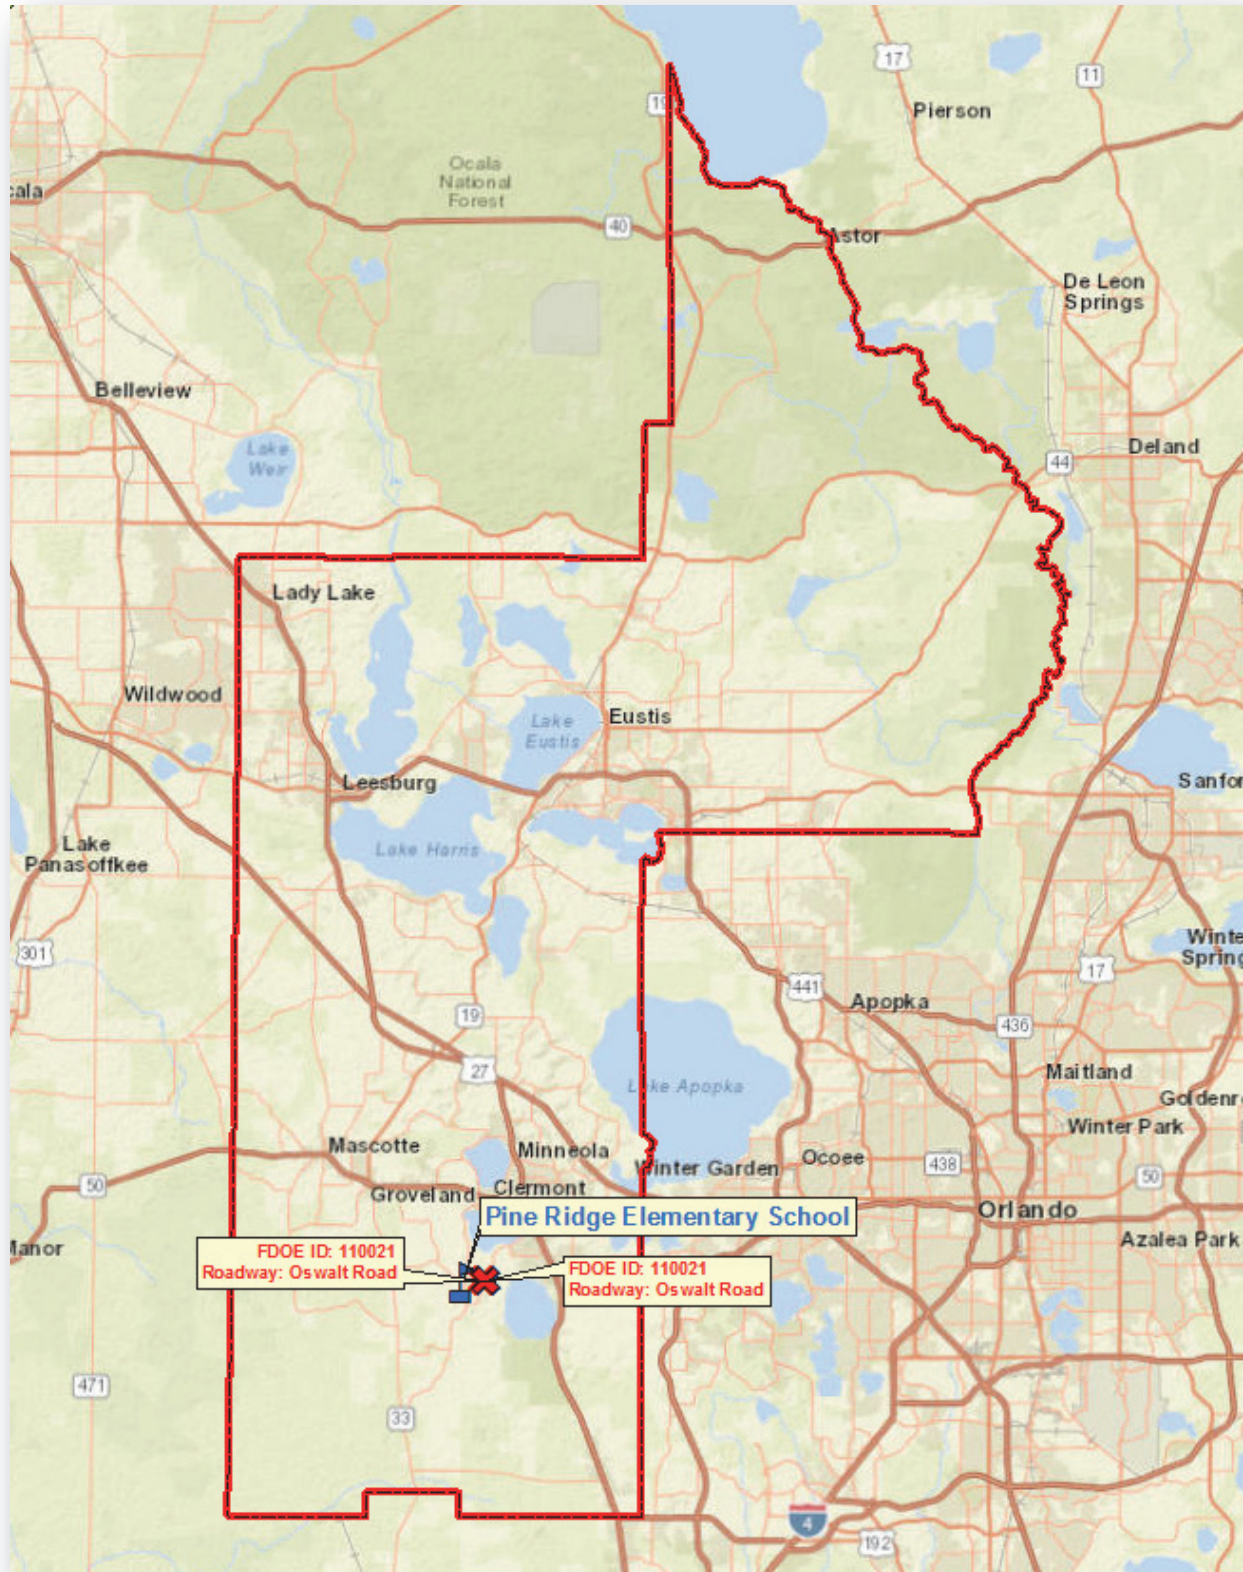 17
11
Pierson
19
Ocala
National
Forest
cala
40
Astor
De Leon
Springs
Belleview
Lake
Weir
Deland
44
Lady Lake
Wildwood
Lake
Eustis
Eustis
Leesburg
Sanfor
Lake
Panasoffkee
Lake Harris
301
Winte
Spring
17
441
Apopka
19
436
27
Maitland
Lake Apopka
Goldenr
Winter Park
Mascotte
Minneola
Winter Garden
Ocoee
438
50
50
Groveland
Clermont
Orlando
Pine Ridge Elementary School
Manor
Azalea Park
FDOE ID: 110021
Roadway: Oswalt Road
FDOE ID: 110021
Roadway: Oswalt Road
471
33
4
192